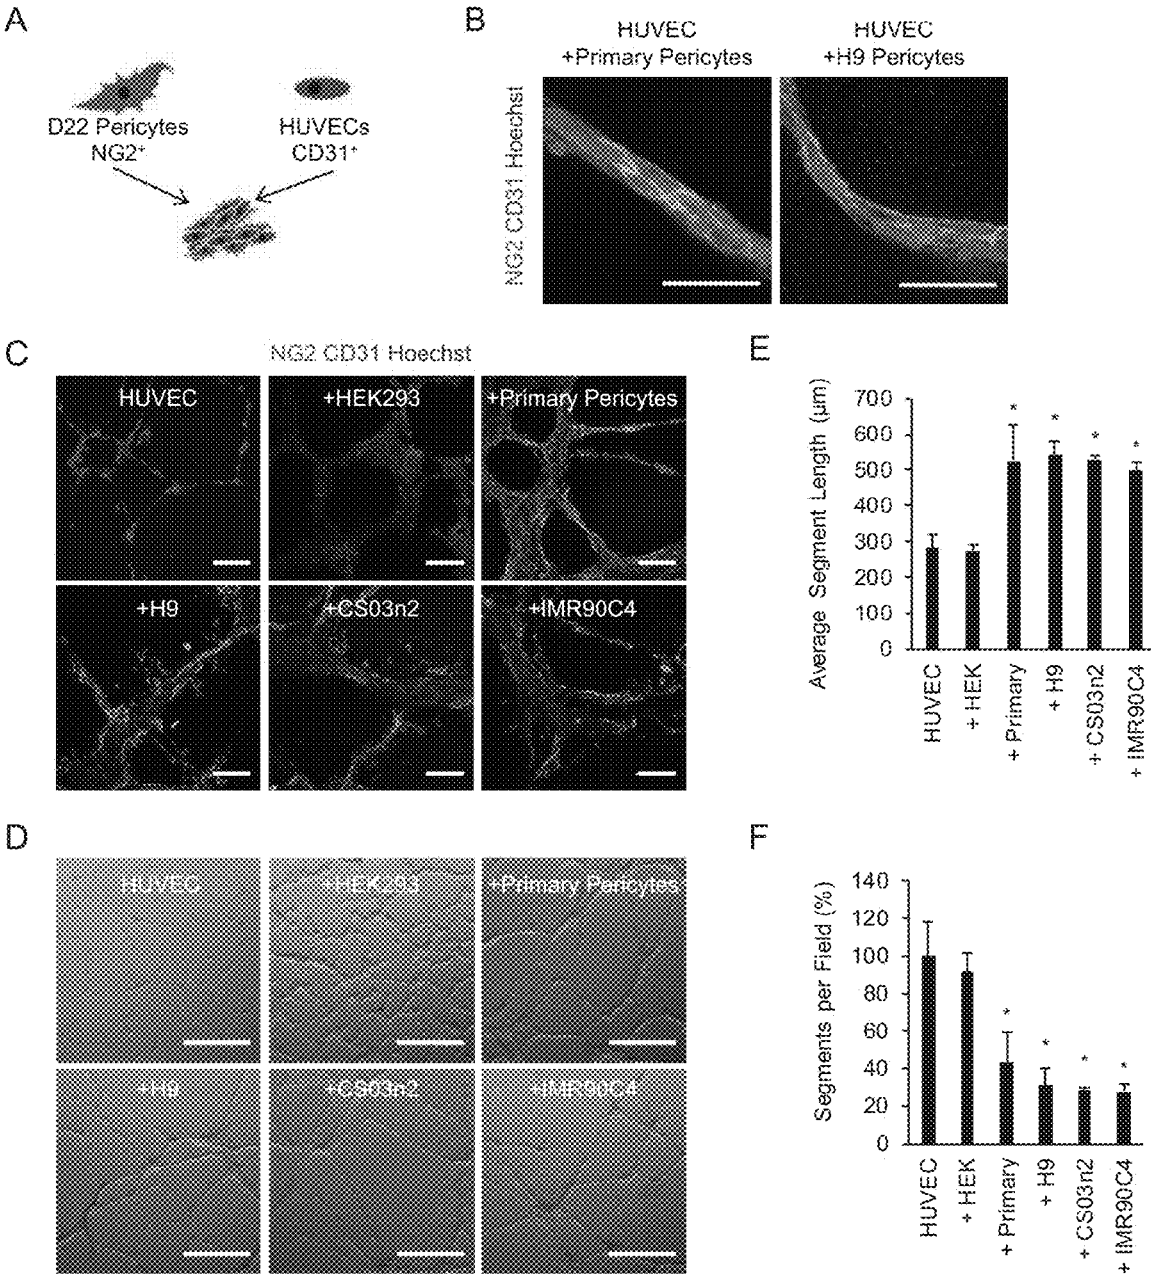 A
D22 Pericytes
NG2⁺
HUVECs
CD31⁺
B
HUVEC
+Primary Pericytes
HUVEC
+H9 Pericytes
NG2 CD31 Hoechst
C
NG2 CD31 Hoechst
HUVEC
+HEK293
+Primary Pericytes
+H9
+CS03n2
+IMR90C4
D
HUVEC
+HEK293
+Primary Pericytes
+H9
+CS03n2
+IMR90C4
E
Average Segment Length (µm)
700
600
500
400
300
200
100
0
*
*
*
*
HUVEC
+ HEK
+ Primary
+ H9
+ CS03n2
+ IMR90C4
F
Segments per Field (%)
140
120
100
80
60
40
20
0
*
*
*
*
HUVEC
+ HEK
+ Primary
+ H9
+ CS03n2
+ IMR90C4